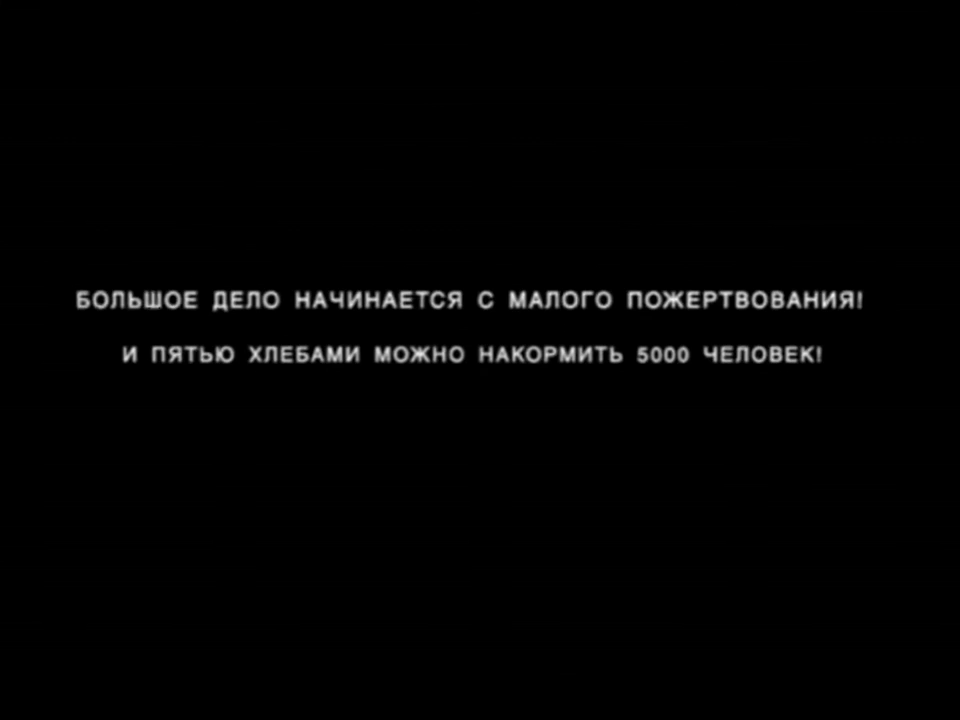 БОЛЬШОЕ ДЕЛО НАЧИНАЕТСЯ С МАЛОГО ПОЖЕРТВОВАНИЯ!
И ПЯТЬЮ ХЛЕБАМИ МОЖНО НАКОРМИТЬ 5000 ЧЕЛОВЕК!